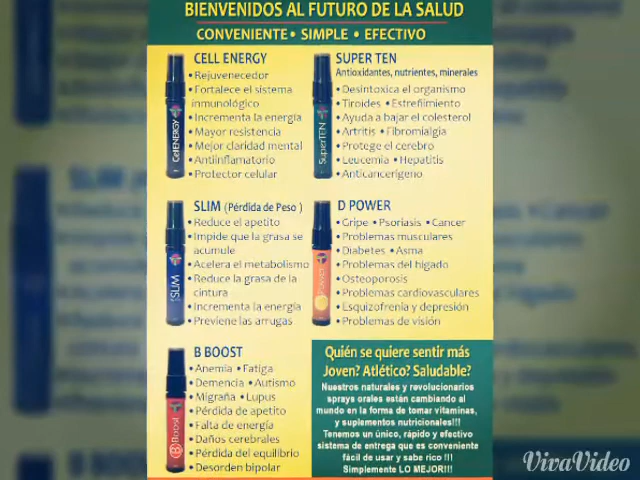 BIENVENIDOS AL FUTURO DE LA SALUD
CONVENIENTE • SIMPLE • EFECTIVO
CELL ENERGY
• Rejuvenecedor
• Fortalece el sistema
inmunológico
• Incrementa la energía
• Mayor resistencia
• Mejor claridad mental
• Antiinflamatorio
• Protector celular
CellENERGY
SUPER TEN
Antioxidantes, nutrientes, minerales
• Desintoxica el organismo
• Tiroides • Estreñimiento
• Ayuda a bajar el colesterol
• Artritis • Fibromialgia
• Protege el cerebro
• Leucemia • Hepatitis
• Anticancerígeno
SuperTEN
SLIM (Pérdida de Peso )
• Reduce el apetito
• Impide que la grasa se
acumule
• Acelera el metabolismo
• Reduce la grasa de la
cintura
• Incrementa la energía
• Previene las arrugas
SLIM
D POWER
• Gripe • Psoriasis • Cancer
• Problemas musculares
• Diabetes • Asma
• Problemas del higado
• Osteoporosis
• Problemas cardiovasculares
• Esquizofrenía y depresión
• Problemas de visión
B BOOST
• Anemia • Fatiga
• Demencia • Autismo
• Migraña • Lupus
• Pérdida de apetito
• Falta de energía
• Daños cerebrales
• Pérdida del equilibrio
• Desorden bipolar
B Boost
Quién se quiere sentir más
Joven? Atlético? Saludable?
Nuestros naturales y revolucionarios
sprays orales están cambiando al
mundo en la forma de tomar vitaminas,
y suplementos nutricionales!!!
Tenemos un único, rápido y efectivo
sistema de entrega que es conveniente
fácil de usar y sabe rico !!!
Simplemente LO MEJOR!!!
VivaVideo